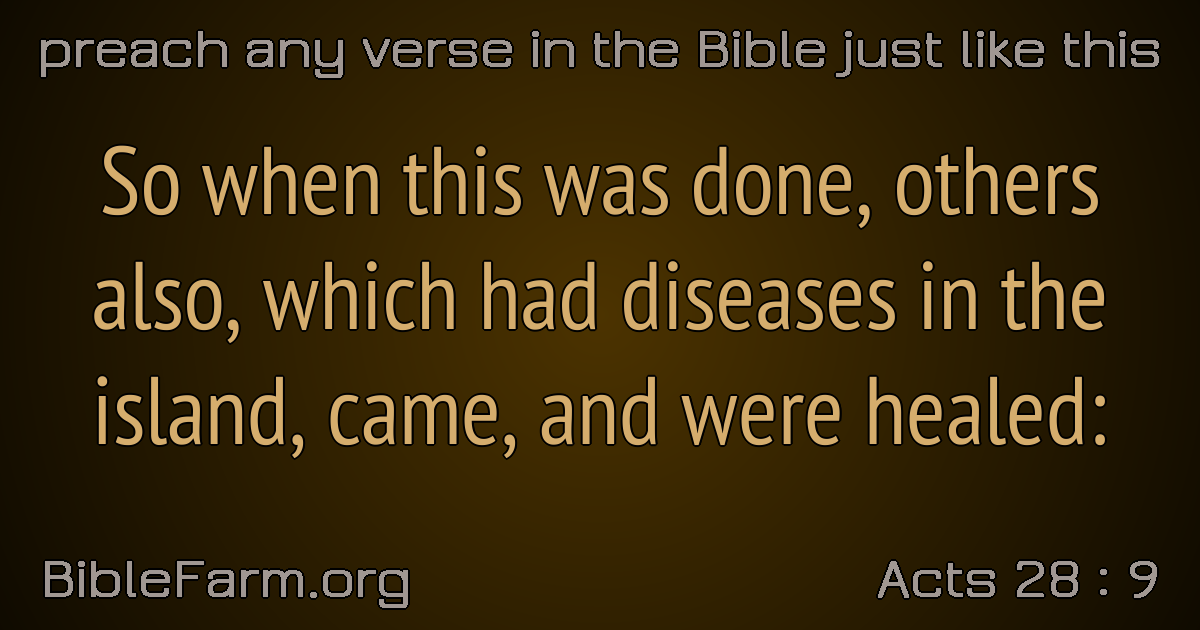 preach any verse in the Bible just like this
So when this was done, others
also, which had diseases in the
island, came, and were healed:
BibleFarm.org
Acts 28 : 9